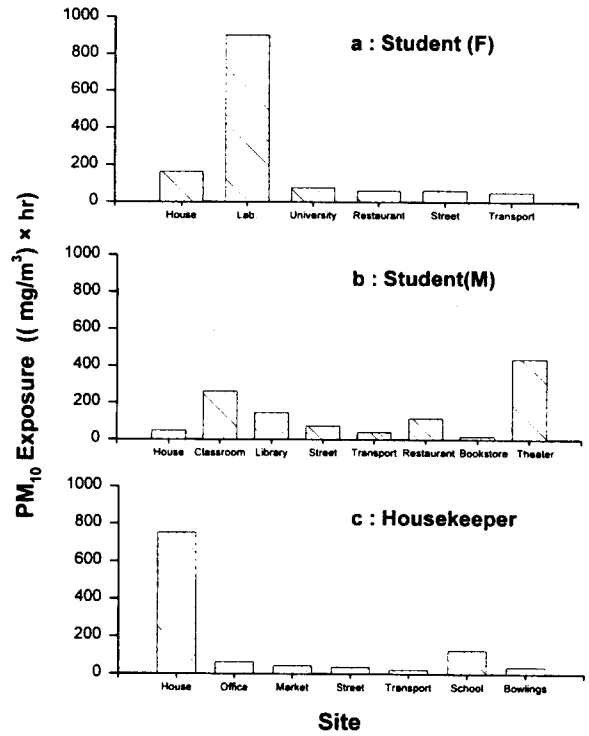 PM10 Exposure (( mg/m3) × hr)
1000
800
600
400
200
0
a : Student (F)
House Lab. University Restaurant Street Transport
1000
800
600
400
200
0
b : Student(M)
House Classroom Library Street Transport Restaurant Bookstore Theater
1000
800
600
400
200
0
c : Housekeeper
House Office Market Street Transport School Bowlings
Site